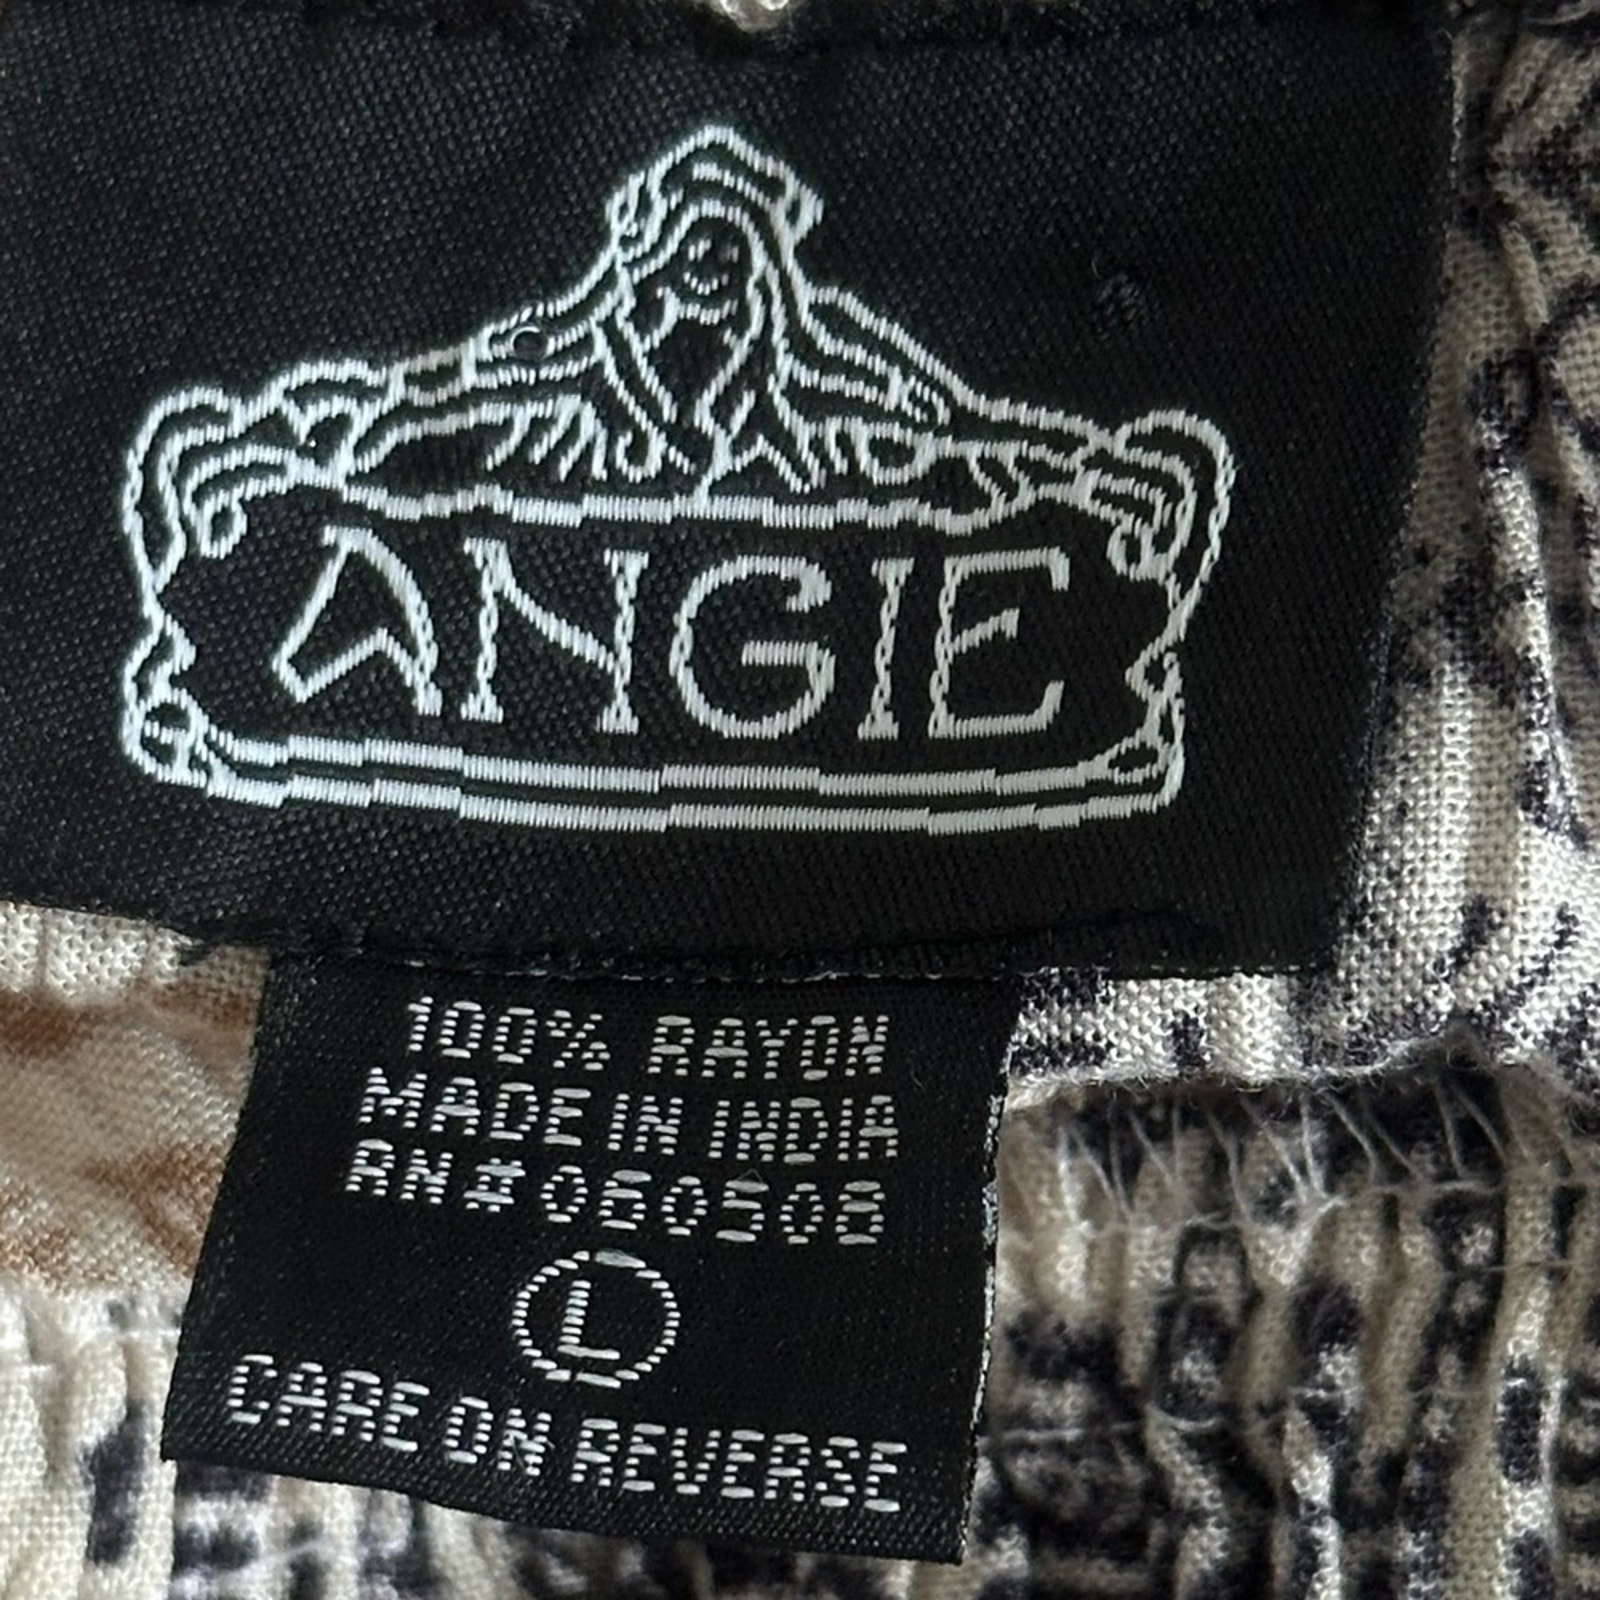 ANGIE
100% RAYON
MADE IN INDIA
RN#060508
L
CARE ON REVERSE